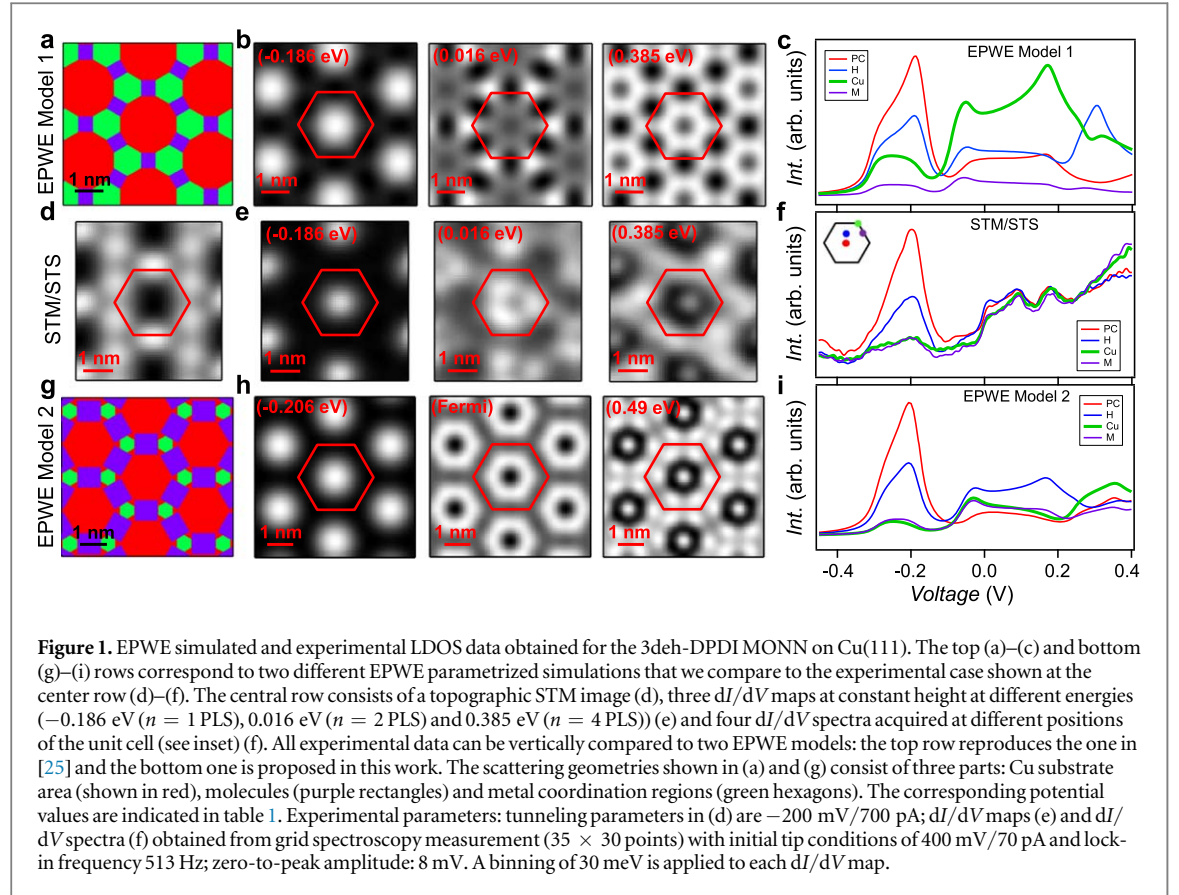 a
b
c
EPWE Model 1
1 nm
(-0.186 eV)
1 nm
(0.016 eV)
1 nm
(0.385 eV)
1 nm
Int. (arb. units)
EPWE Model 1
PC
H
Cu
M
d
e
f
STM/STS
1 nm
(-0.186 eV)
1 nm
(0.016 eV)
1 nm
(0.385 eV)
1 nm
Int. (arb. units)
STM/STS
PC
H
Cu
M
g
h
i
EPWE Model 2
1 nm
(-0.206 eV)
1 nm
(Fermi)
1 nm
(0.49 eV)
1 nm
Int. (arb. units)
EPWE Model 2
PC
H
Cu
M
-0.4 -0.2 0.0 0.2 0.4
Voltage (V)
Figure 1. EPWE simulated and experimental LDOS data obtained for the 3deh-DPDI MONN on Cu(111). The top (a)–(c) and bottom
(g)–(i) rows correspond to two different EPWE parametrized simulations that we compare to the experimental case shown at the
center row (d)–(f). The central row consists of a topographic STM image (d), three dI/dV maps at constant height at different energies
(−0.186 eV (n = 1 PLS), 0.016 eV (n = 2 PLS) and 0.385 eV (n = 4 PLS)) (e) and four dI/dV spectra acquired at different positions
of the unit cell (see inset) (f). All experimental data can be vertically compared to two EPWE models: the top row reproduces the one in
[25] and the bottom one is proposed in this work. The scattering geometries shown in (a) and (g) consist of three parts: Cu substrate
area (shown in red), molecules (purple rectangles) and metal coordination regions (green hexagons). The corresponding potential
values are indicated in table 1. Experimental parameters: tunneling parameters in (d) are −200 mV/700 pA; dI/dV maps (e) and dI/
dV spectra (f) obtained from grid spectroscopy measurement (35 × 30 points) with initial tip conditions of 400 mV/70 pA and lock-
in frequency 513 Hz; zero-to-peak amplitude: 8 mV. A binning of 30 meV is applied to each dI/dV map.